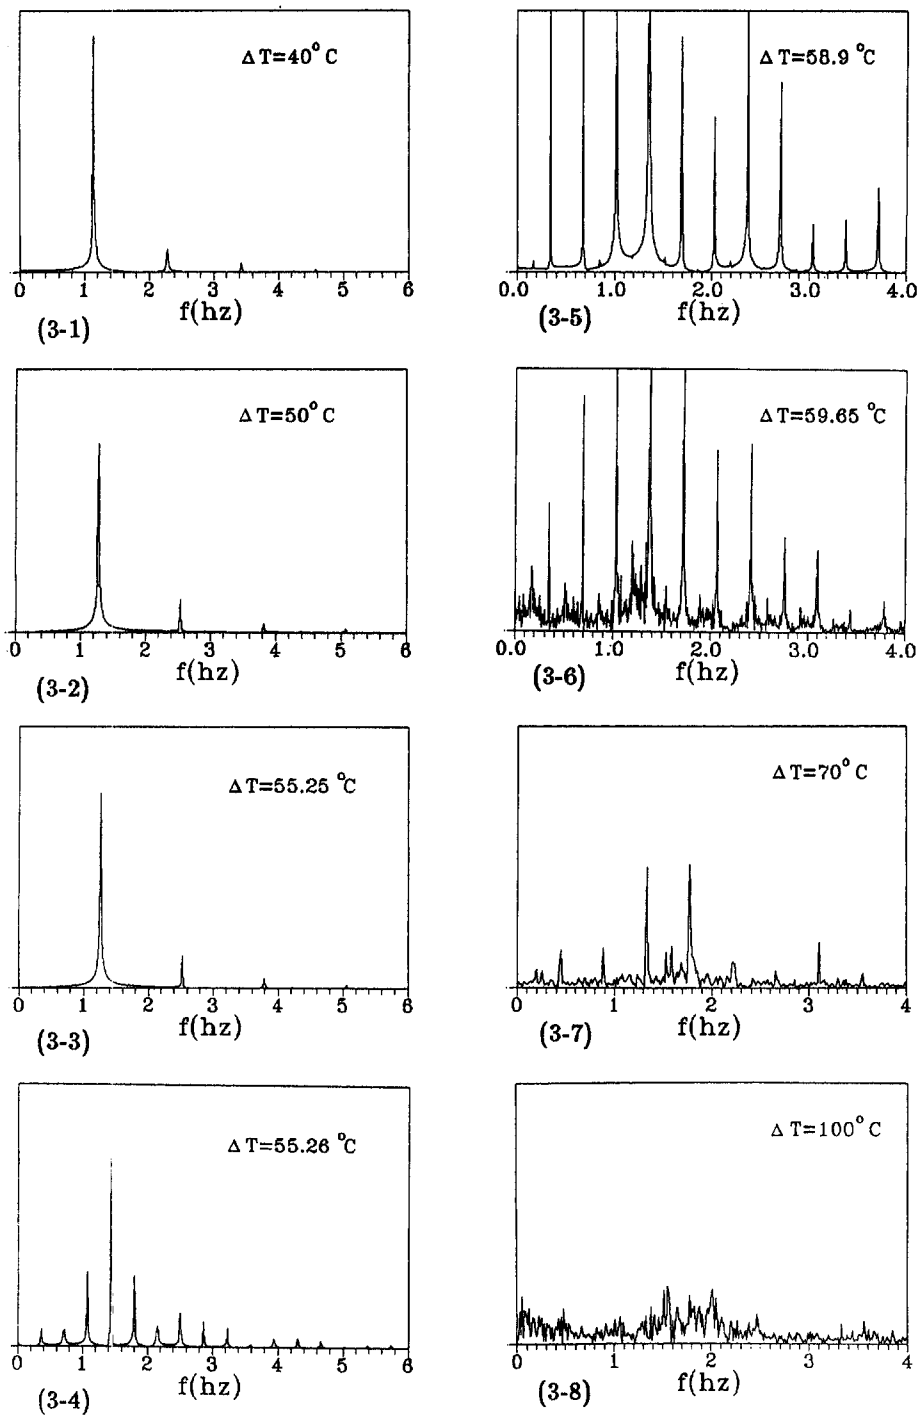 ΔT=40°C
0 1 2 3 4 5 6
f(hz)
(3-1)
ΔT=50°C
0 1 2 3 4 5 6
f(hz)
(3-2)
ΔT=55.25 °C
0 1 2 3 4 5 6
f(hz)
(3-3)
ΔT=55.26 °C
0 1 2 3 4 5 6
f(hz)
(3-4)
ΔT=58.9 °C
0.0 1.0 2.0 3.0 4.0
f(hz)
(3-5)
ΔT=59.65 °C
0.0 1.0 2.0 3.0 4.0
f(hz)
(3-6)
ΔT=70°C
0 1 2 3 4
f(hz)
(3-7)
ΔT=100°C
0 1 2 3 4
f(hz)
(3-8)